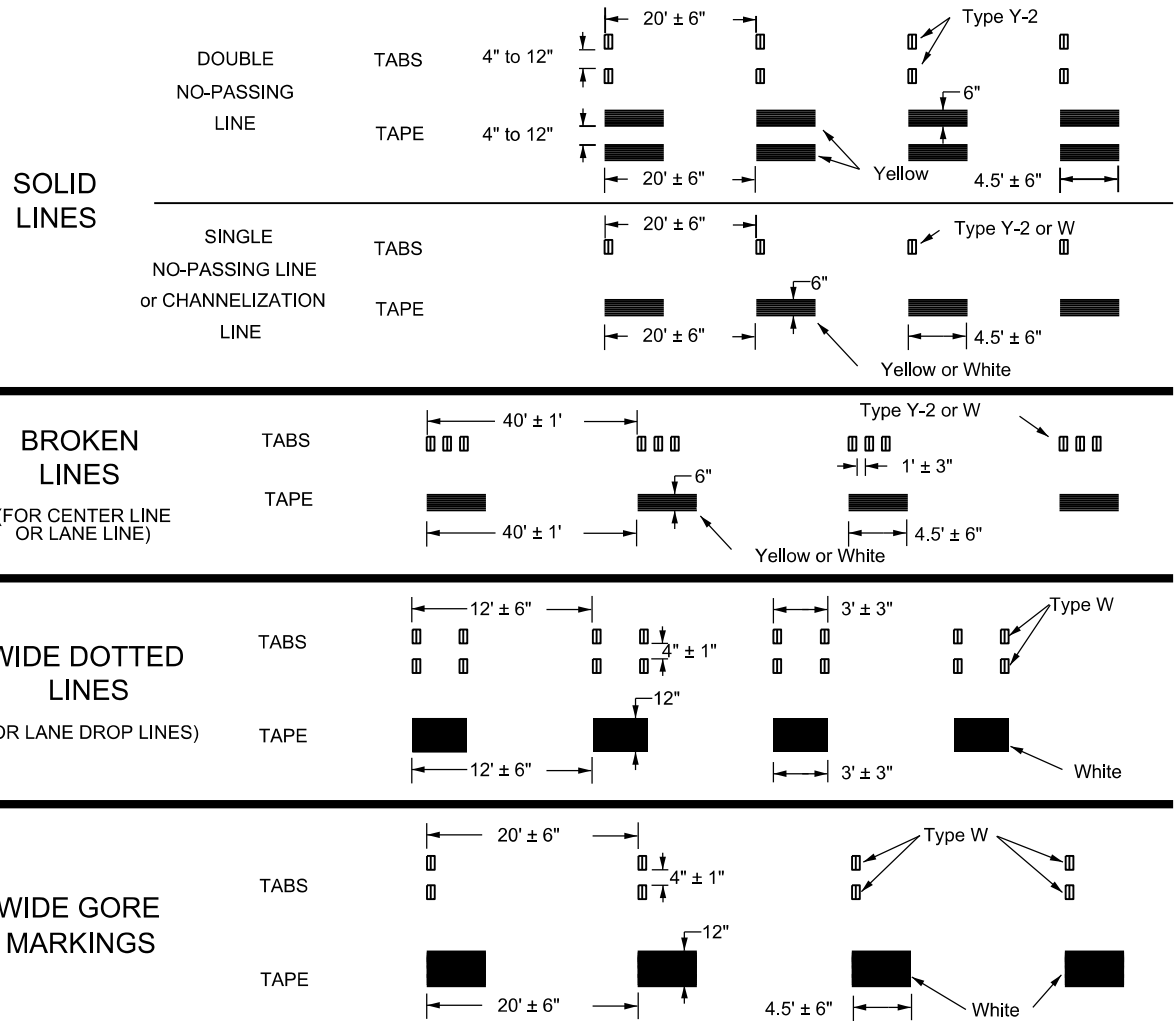 SOLID
LINES
DOUBLE
NO-PASSING
LINE
TABS
4" to 12"
20' ± 6"
Type Y-2
TAPE
4" to 12"
6"
Yellow
20' ± 6"
4.5' ± 6"
SINGLE
NO-PASSING LINE
or CHANNELIZATION
LINE
TABS
20' ± 6"
Type Y-2 or W
TAPE
6"
20' ± 6"
4.5' ± 6"
Yellow or White
BROKEN
LINES
(FOR CENTER LINE
OR LANE LINE)
TABS
40' ± 1'
Type Y-2 or W
1' ± 3"
TAPE
6"
40' ± 1'
4.5' ± 6"
Yellow or White
WIDE DOTTED
LINES
OR LANE DROP LINES)
TABS
12' ± 6"
3' ± 3"
Type W
4" ± 1"
TAPE
12"
12' ± 6"
3' ± 3"
White
WIDE GORE
MARKINGS
TABS
20' ± 6"
Type W
4" ± 1"
TAPE
12"
20' ± 6"
4.5' ± 6"
White